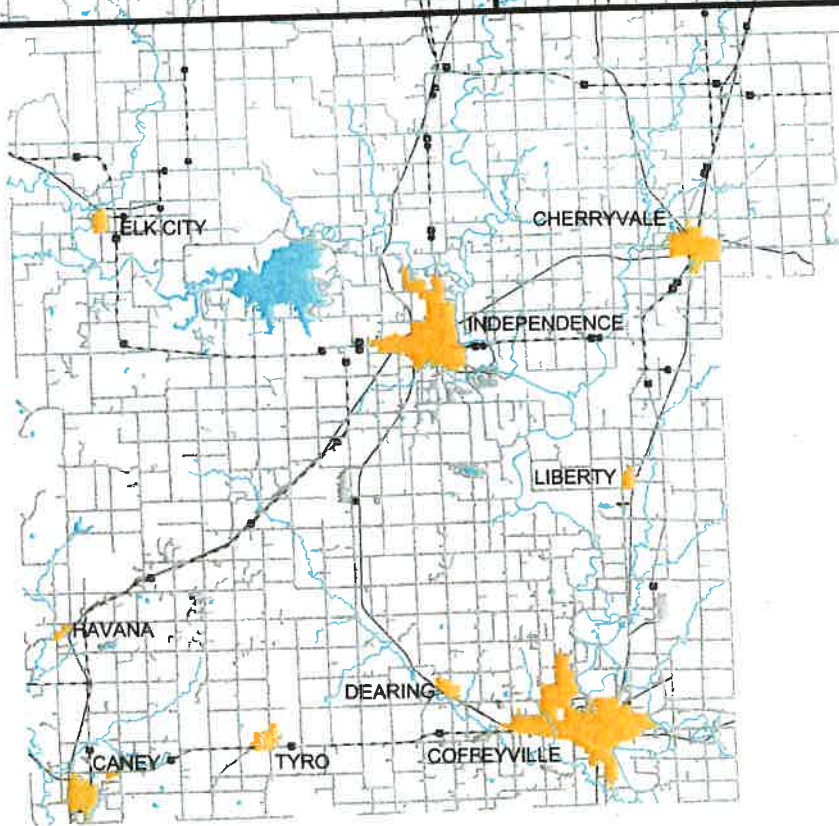 CHERRYVALE
ELK CITY
INDEPENDENCE
LIBERTY
HAVANA
DEARING
COFFEYVILLE
CANEY
TYRO